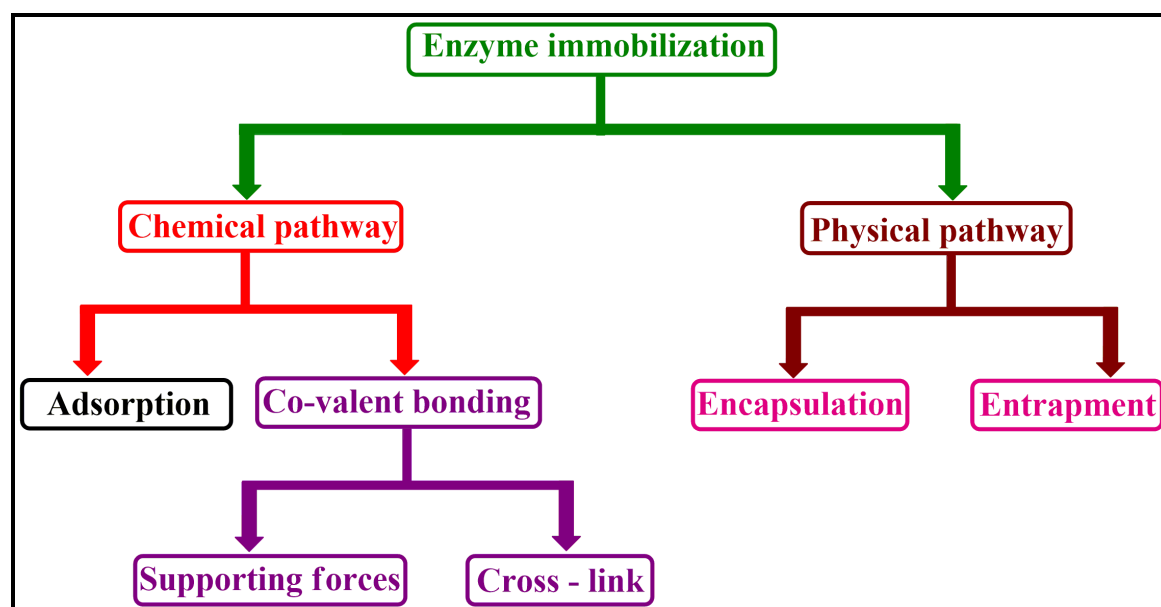 Enzyme immobilization
Chemical pathway
Physical pathway
Adsorption
Co-valent bonding
Encapsulation
Entrapment
Supporting forces
Cross - link